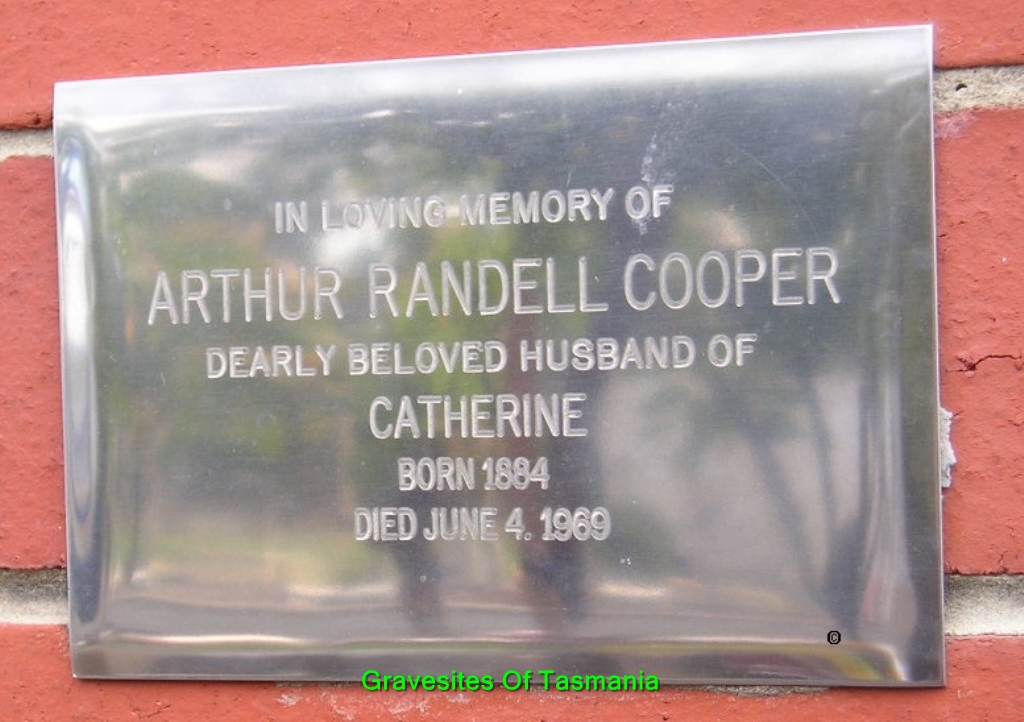 IN LOVING MEMORY OF
ARTHUR RANDELL COOPER
DEARLY BELOVED HUSBAND OF
CATHERINE
BORN 1884
DIED JUNE 4. 1969
©
Gravesites Of Tasmania